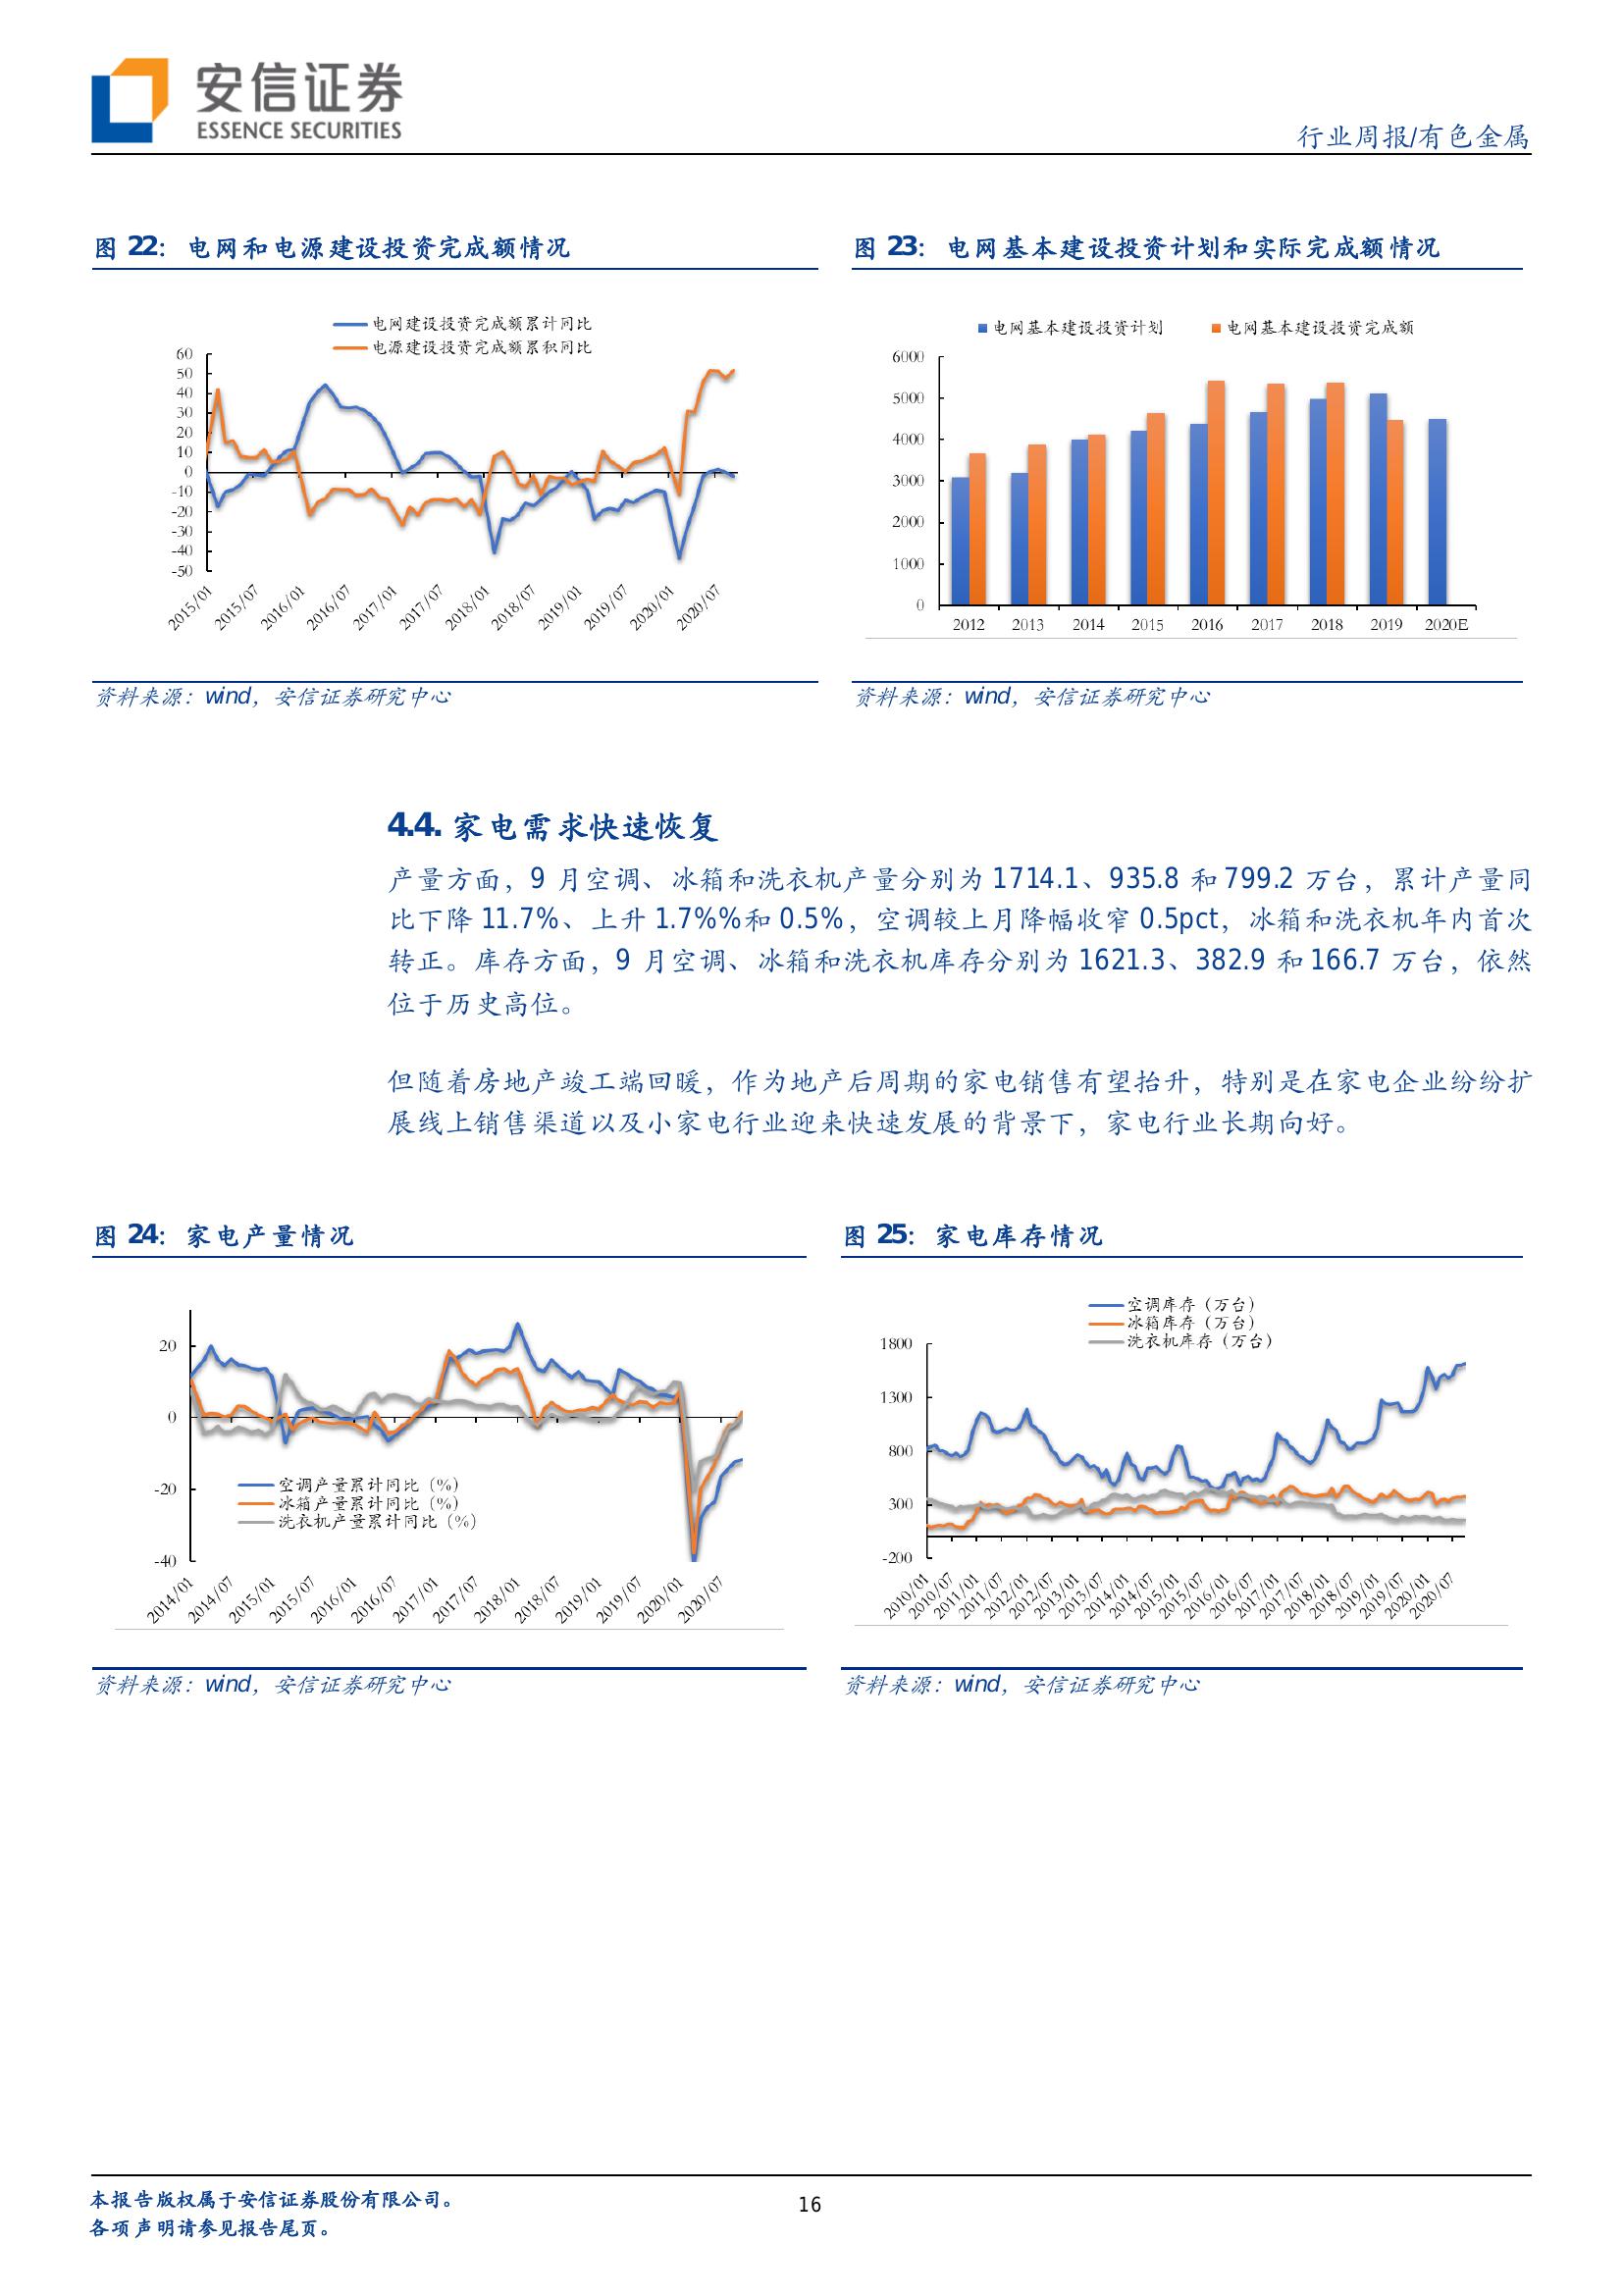 安信证券
ESSENCE SECURITIES
行业周报/有色金属
图 22：电网和电源建设投资完成额情况
电网建设投资完成额累计同比
电源建设投资完成额累积同比
60
50
40
30
20
10
0
-10
-20
-30
-40
-50
2015/01
2015/07
2016/01
2016/07
2017/01
2017/07
2018/01
2018/07
2019/01
2019/07
2020/01
2020/07
资料来源：wind，安信证券研究中心
图 23：电网基本建设投资计划和实际完成额情况
电网基本建设投资计划
电网基本建设投资完成额
6000
5000
4000
3000
2000
1000
0
2012 2013 2014 2015 2016 2017 2018 2019 2020E
资料来源：wind，安信证券研究中心
4.4. 家电需求快速恢复
产量方面，9 月空调、冰箱和洗衣机产量分别为 1714.1、935.8 和 799.2 万台，累计产量同
比下降 11.7%、上升 1.7%%和 0.5%，空调较上月降幅收窄 0.5pct，冰箱和洗衣机年内首次
转正。库存方面，9 月空调、冰箱和洗衣机库存分别为 1621.3、382.9 和 166.7 万台，依然
位于历史高位。
但随着房地产竣工端回暖，作为地产后周期的家电销售有望抬升，特别是在家电企业纷纷扩
展线上销售渠道以及小家电行业迎来快速发展的背景下，家电行业长期向好。
图 24：家电产量情况
20
0
-20
-40
空调产量累计同比（%）
冰箱产量累计同比（%）
洗衣机产量累计同比（%）
2014/01
2014/07
2015/01
2015/07
2016/01
2016/07
2017/01
2017/07
2018/01
2018/07
2019/01
2019/07
2020/01
2020/07
资料来源：wind，安信证券研究中心
图 25：家电库存情况
空调库存（万台）
冰箱库存（万台）
洗衣机库存（万台）
1800
1300
800
300
-200
2010/01
2010/07
2011/01
2011/07
2012/01
2012/07
2013/01
2013/07
2014/01
2014/07
2015/01
2015/07
2016/01
2016/07
2017/01
2017/07
2018/01
2018/07
2019/01
2019/07
2020/01
2020/07
资料来源：wind，安信证券研究中心
本报告版权属于安信证券股份有限公司。
各项声明请参见报告尾页。
16